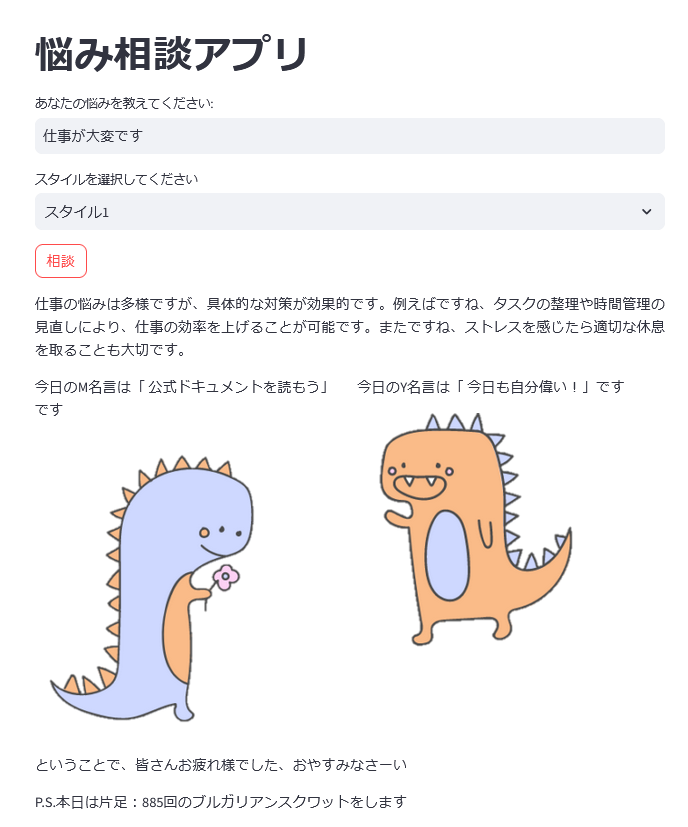 悩み相談アプリ
あなたの悩みを教えてください:
仕事が大変です
スタイルを選択してください
スタイル1
相談
仕事の悩みは多様ですが、具体的な対策が効果的です。例えばですね、タスクの整理や時間管理の
見直しにより、仕事の効率を上げることが可能です。またですね、ストレスを感じたら適切な休息
を取ることも大切です。
今日のM名言は「 公式ドキュメントを読もう」
です
今日のY名言は「 今日も自分偉い！」です
ということで、皆さんお疲れ様でした、おやすみなさーい
P.S.本日は片足：885回のブルガリアンスクワットをします